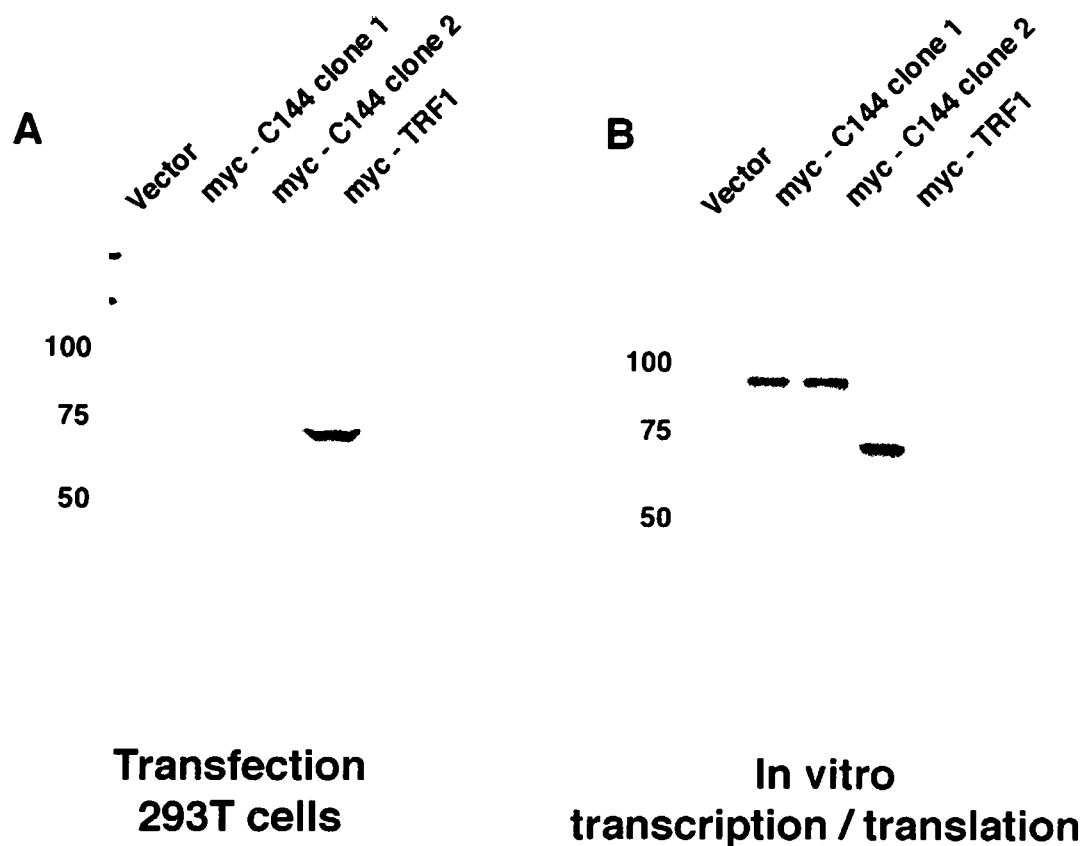 A
Vector
myc - C144 clone 1
myc - C144 clone 2
myc - TRF1
100
75
50
Transfection
293T cells
B
Vector
myc - C144 clone 1
myc - C144 clone 2
myc - TRF1
100
75
50
In vitro
transcription / translation